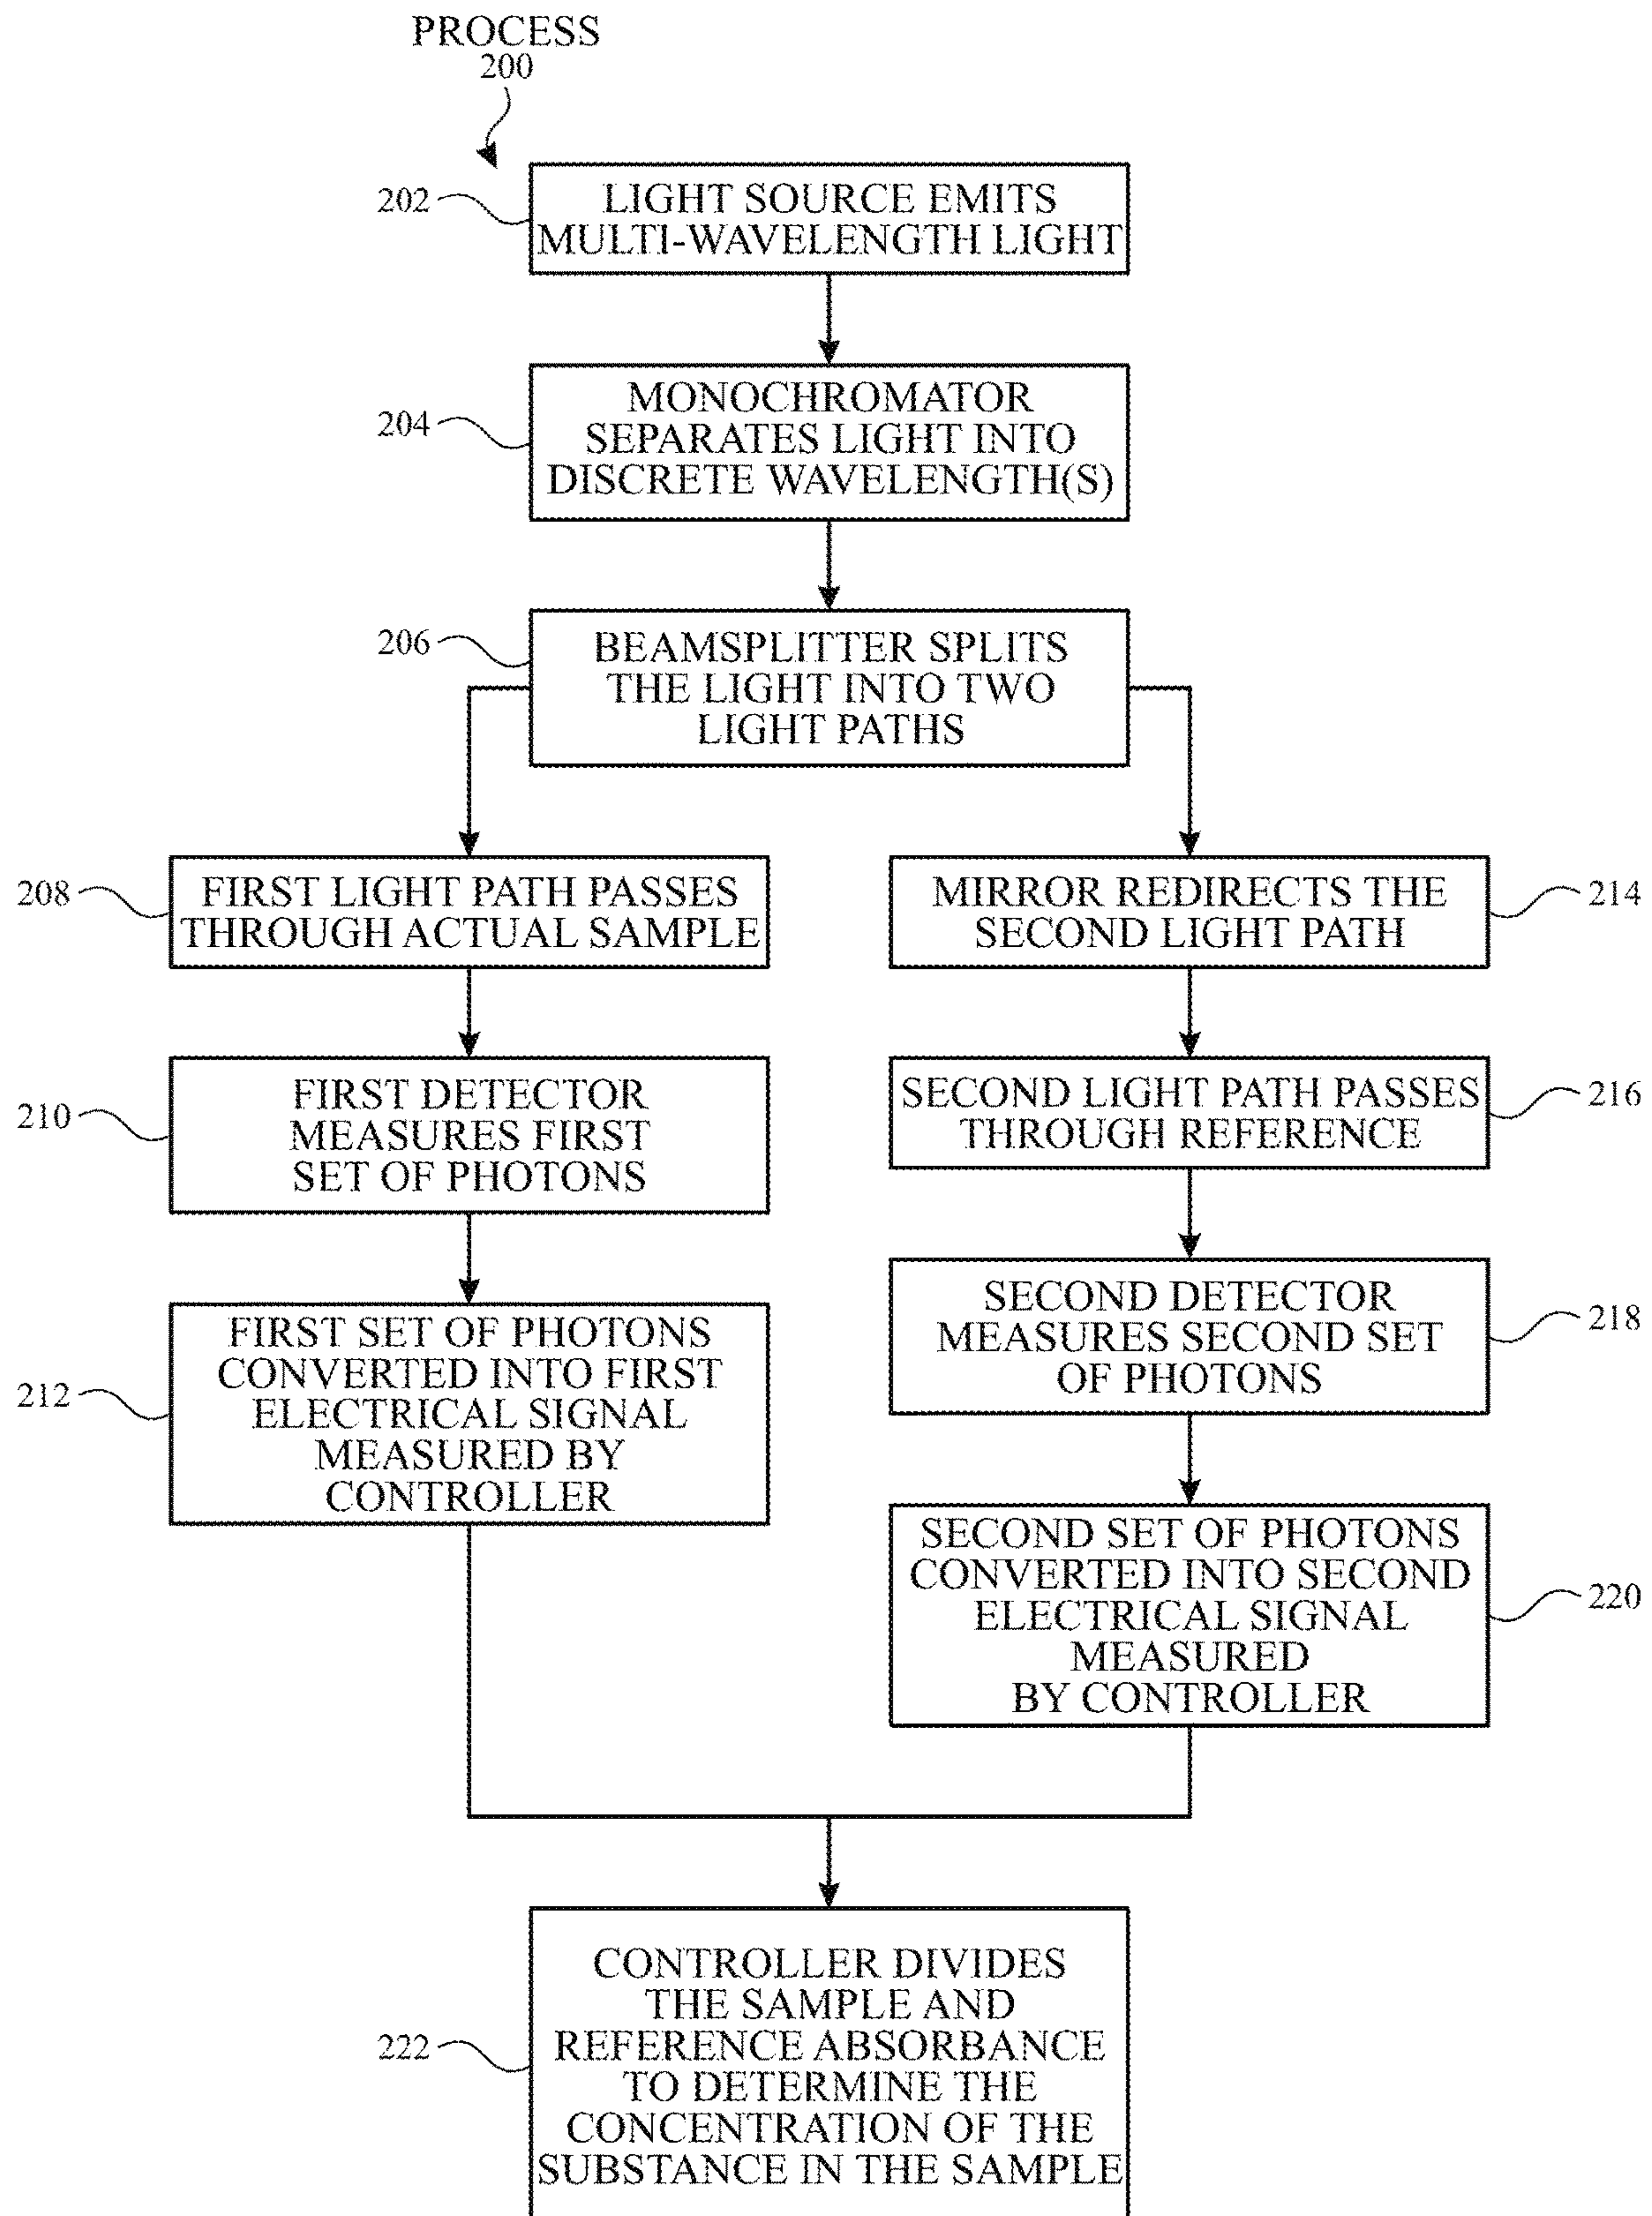 PROCESS
200
202
LIGHT SOURCE EMITS
MULTI-WAVELENGTH LIGHT
204
MONOCHROMATOR
SEPARATES LIGHT INTO
DISCRETE WAVELENGTH(S)
206
BEAMSPLITTER SPLITS
THE LIGHT INTO TWO
LIGHT PATHS
208
FIRST LIGHT PATH PASSES
THROUGH ACTUAL SAMPLE
210
FIRST DETECTOR
MEASURES FIRST
SET OF PHOTONS
212
FIRST SET OF PHOTONS
CONVERTED INTO FIRST
ELECTRICAL SIGNAL
MEASURED BY
CONTROLLER
MIRROR REDIRECTS THE
SECOND LIGHT PATH
214
SECOND LIGHT PATH PASSES
THROUGH REFERENCE
216
SECOND DETECTOR
MEASURES SECOND SET
OF PHOTONS
218
SECOND SET OF PHOTONS
CONVERTED INTO SECOND
ELECTRICAL SIGNAL
MEASURED
BY CONTROLLER
220
222
CONTROLLER DIVIDES
THE SAMPLE AND
REFERENCE ABSORBANCE
TO DETERMINE THE
CONCENTRATION OF THE
SUBSTANCE IN THE SAMPLE